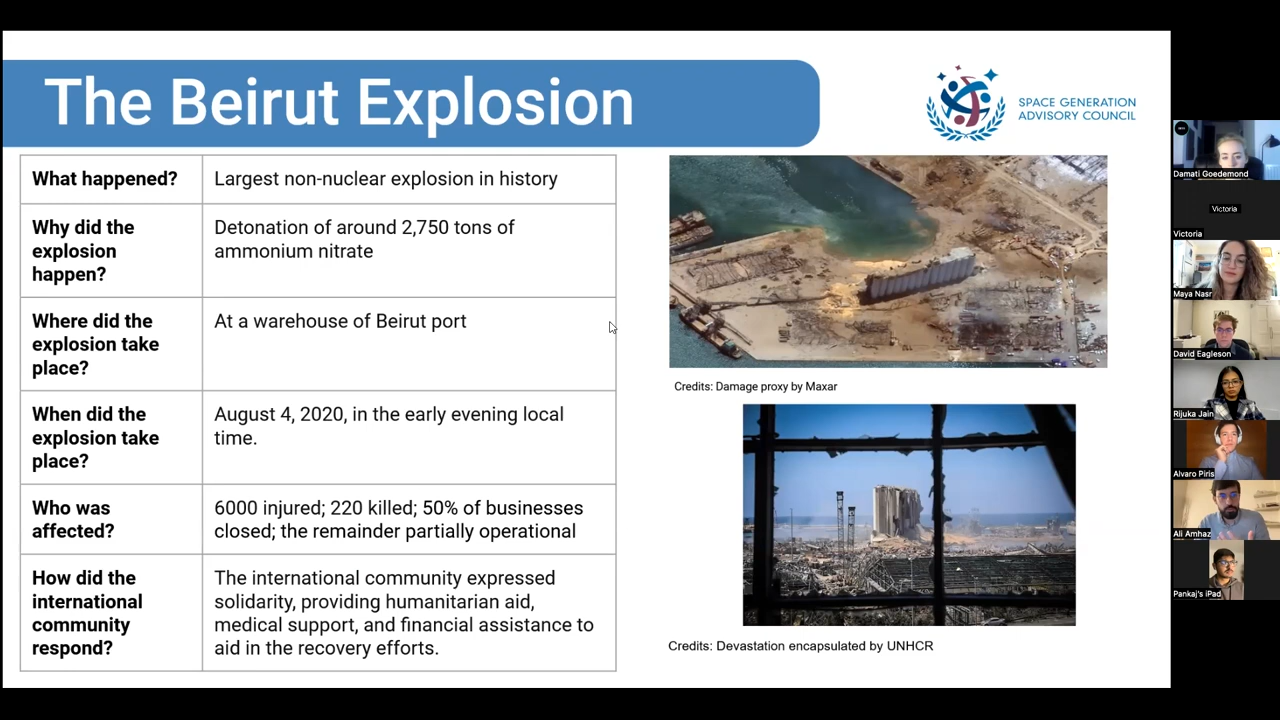 The Beirut Explosion
SPACE GENERATION
ADVISORY COUNCIL
What happened?
Largest non-nuclear explosion in history
Why did the
explosion
happen?
Detonation of around 2,750 tons of
ammonium nitrate
Where did the
explosion take
place?
At a warehouse of Beirut port
When did the
explosion take
place?
August 4, 2020, in the early evening local
time.
Who was
affected?
6000 injured; 220 killed; 50% of businesses
closed; the remainder partially operational
How did the
international
community
respond?
The international community expressed
solidarity, providing humanitarian aid,
medical support, and financial assistance to
aid in the recovery efforts.
Credits: Damage proxy by Maxar
Credits: Devastation encapsulated by UNHCR
Damati Goedemond
Victoria
Victoria
Maya Nasr
David Eagleson
Rijuka Jain
Alvaro Piris
Ali Amhaz
Pankaj's iPad